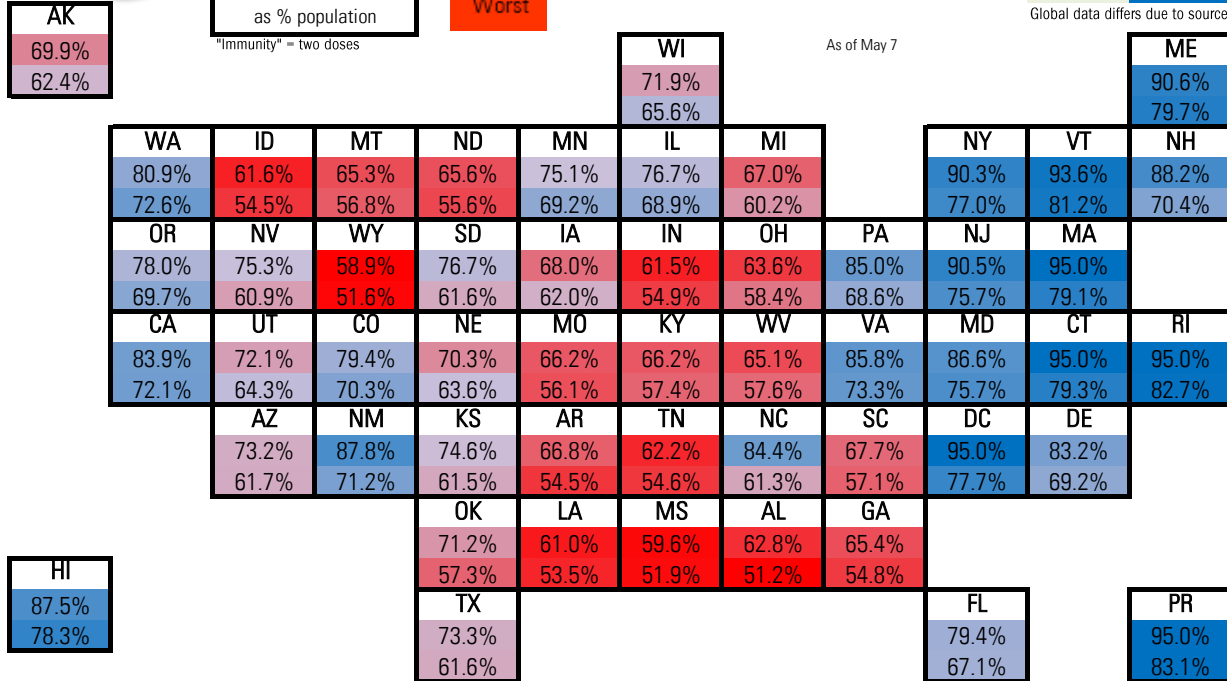 AK
as % population
Worst
Global data differs due to source
69.9%
"Immunity" = two doses
WI
As of May 7
ME
62.4%
71.9%
90.6%
65.6%
79.7%
WA ID MT ND MN IL MI NY VT NH
80.9% 61.6% 65.3% 65.6% 75.1% 76.7% 67.0% 90.3% 93.6% 88.2%
72.6% 54.5% 56.8% 55.6% 69.2% 68.9% 60.2% 77.0% 81.2% 70.4%
OR NV WY SD IA IN OH PA NJ MA
78.0% 75.3% 58.9% 76.7% 68.0% 61.5% 63.6% 85.0% 90.5% 95.0%
69.7% 60.9% 51.6% 61.6% 62.0% 54.9% 58.4% 68.6% 75.7% 79.1%
CA UT CO NE MO KY WV VA MD CT RI
83.9% 72.1% 79.4% 70.3% 66.2% 66.2% 65.1% 85.8% 86.6% 95.0% 95.0%
72.1% 64.3% 70.3% 63.6% 56.1% 57.4% 57.6% 73.3% 75.7% 79.3% 82.7%
AZ NM KS AR TN NC SC DC DE
73.2% 87.8% 74.6% 66.8% 62.2% 84.4% 67.7% 95.0% 83.2%
61.7% 71.2% 61.5% 54.5% 54.6% 61.3% 57.1% 77.7% 69.2%
OK LA MS AL GA
71.2% 61.0% 59.6% 62.8% 65.4%
HI
57.3% 53.5% 51.9% 51.2% 54.8%
87.5%
TX FL PR
78.3%
73.3% 79.4% 95.0%
61.6% 67.1% 83.1%